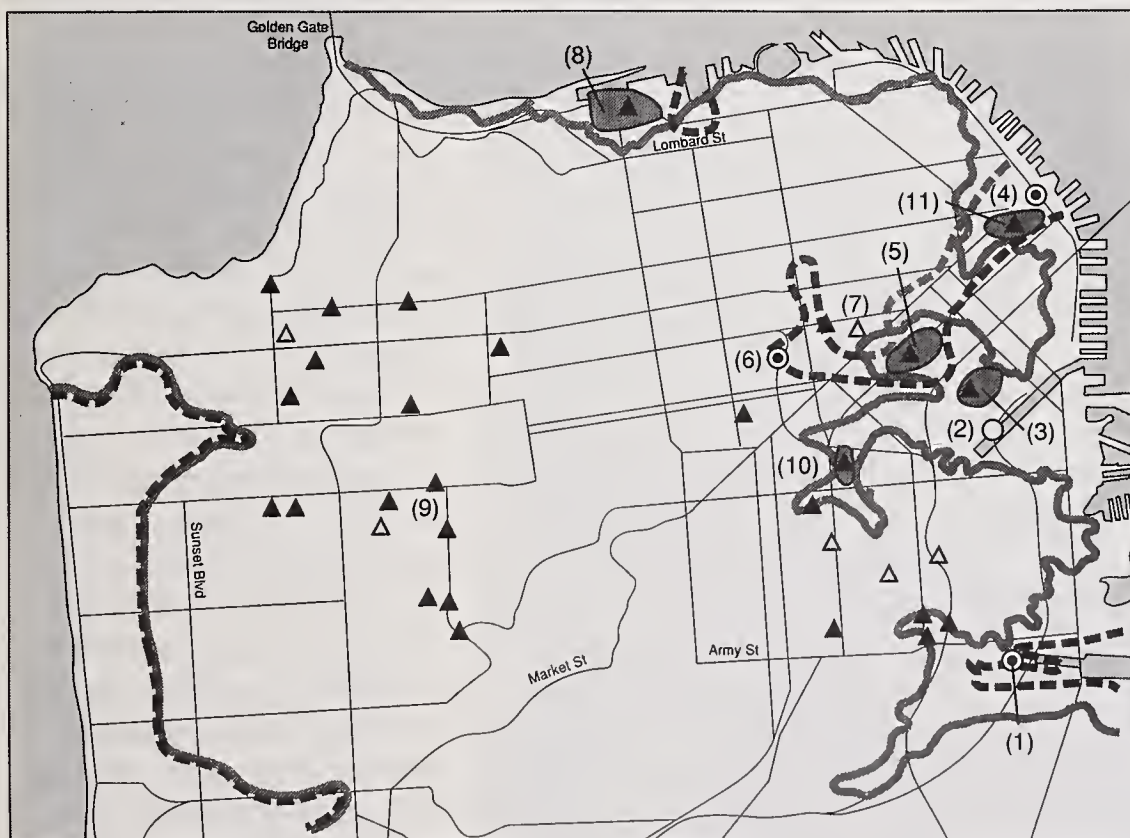 Golden Gate
Bridge
(8)
Lombard St
(4)
(11)
(5)
(7)
(6)
(2)
(3)
(10)
(9)
Sunset Blvd
Army St
Market St
(1)